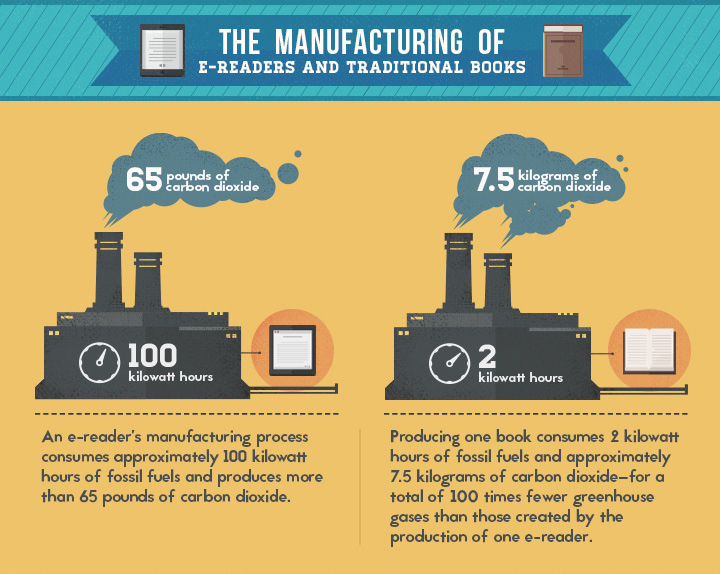 THE MANUFACTURING OF
E-READERS AND TRADITIONAL BOOKS
65 pounds of
carbon dioxide
7.5 kilograms of
carbon dioxide
100
kilowatt hours
2
kilowatt hours
An e-reader's manufacturing process
consumes approximately 100 kilowatt
hours of fossil fuels and produces more
than 65 pounds of carbon dioxide.
Producing one book consumes 2 kilowatt
hours of fossil fuels and approximately
7.5 kilograms of carbon dioxide—for a
total of 100 times fewer greenhouse
gases than those created by the
production of one e-reader.